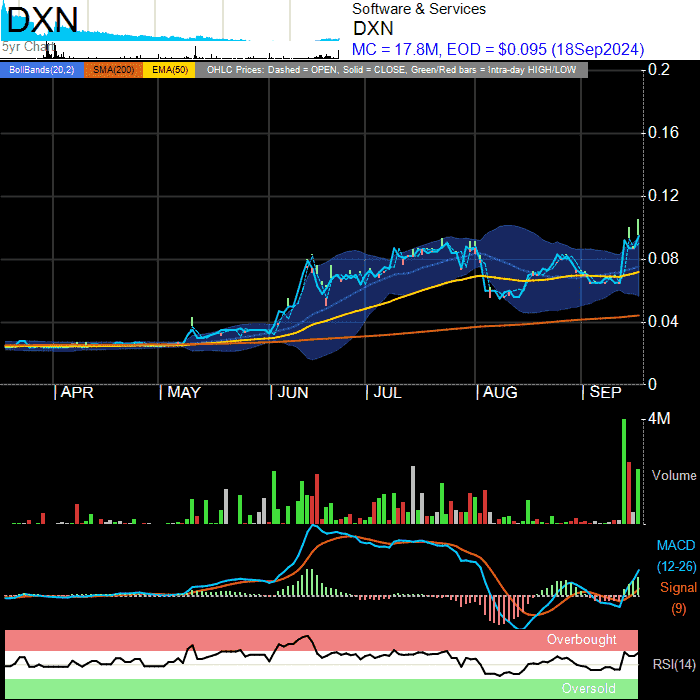 DXN
5yr Chart
Software & Services
DXN
MC = 17.8M, EOD = $0.095 (18Sep2024)
BollBands(20,2) SMA(200) EMA(50) OHLC Prices: Dashed = OPEN, Solid = CLOSE, Green/Red bars = Intra-day HIGH/LOW
0.2
0.16
0.12
0.08
0.04
0
APR MAY JUN JUL AUG SEP
4M
Volume
MACD
(12-26)
Signal
(9)
Overbought
RSI(14)
Oversold